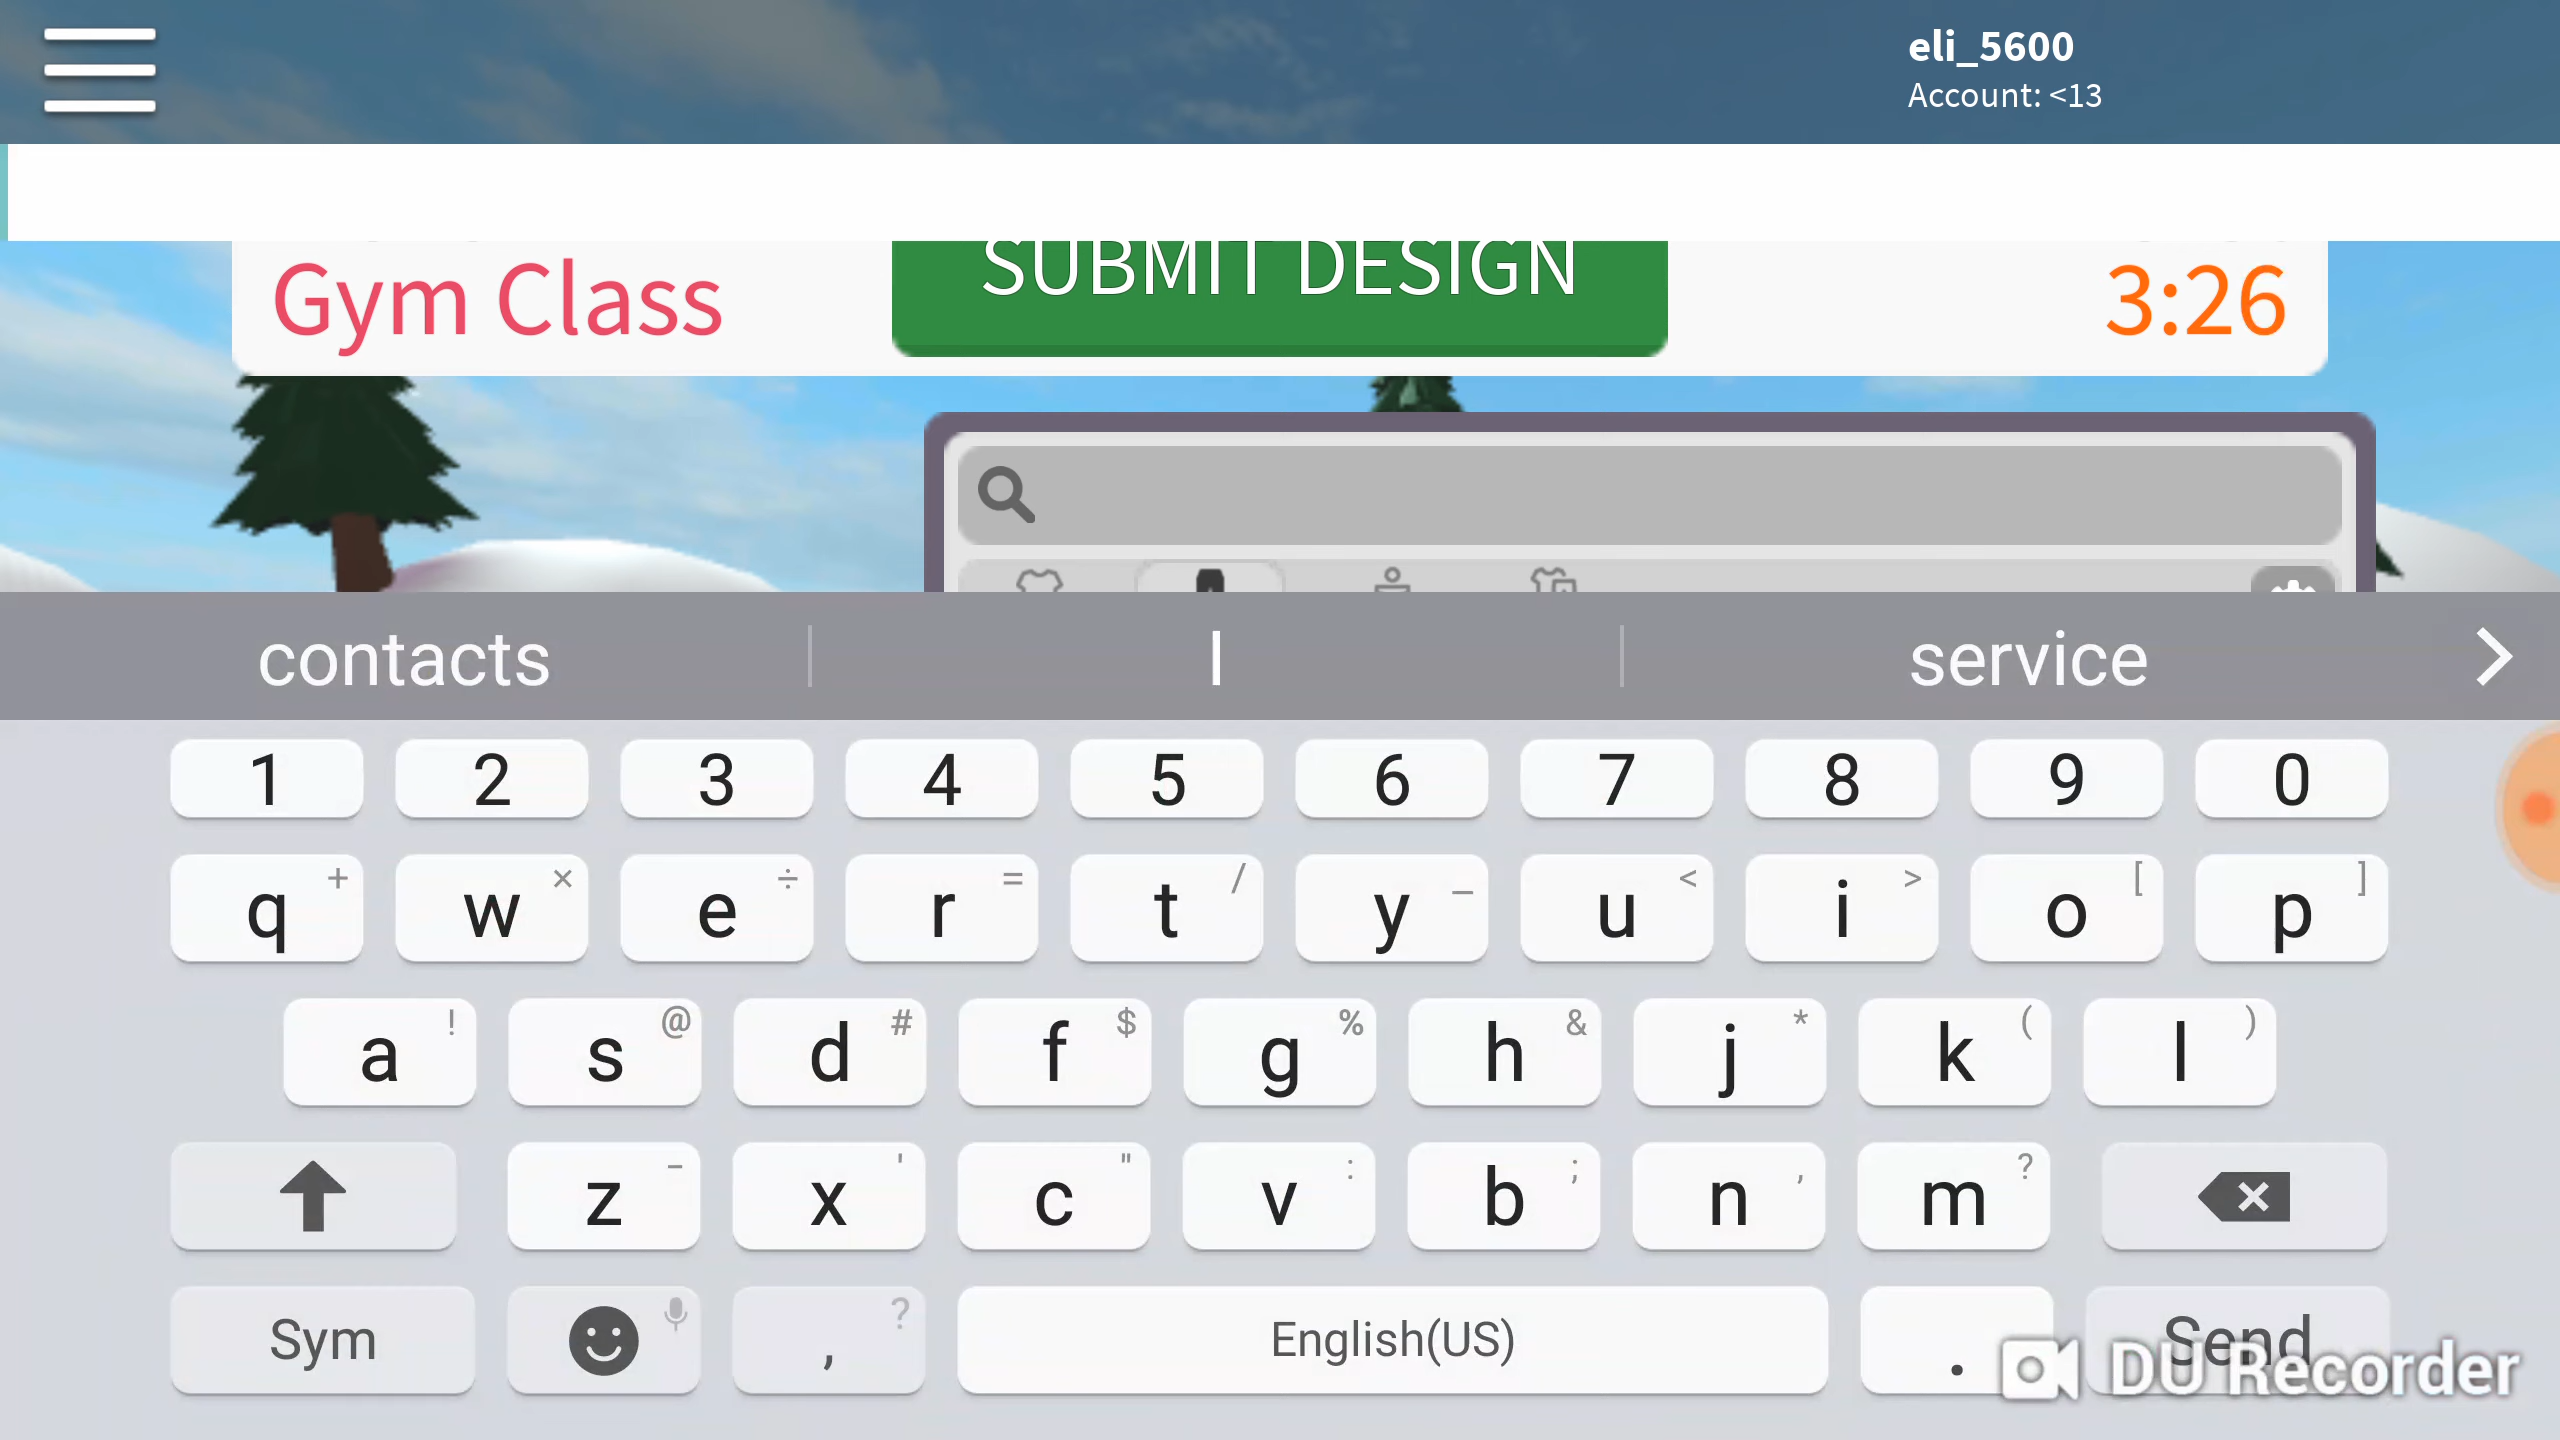 eli_5600
Account: <13
SUBMIT DESIGN
Gym Class
3:26
contacts
I
service
1 2 3 4 5 6 7 8 9 0
+ × ÷ = / _ < > [ ]
q w e r t y u i o p
! @ # $ % & * ( )
a s d f g h j k l
- ' " : ; , ?
z x c v b n m
?
Sym , English(US) . Send
DU Recorder